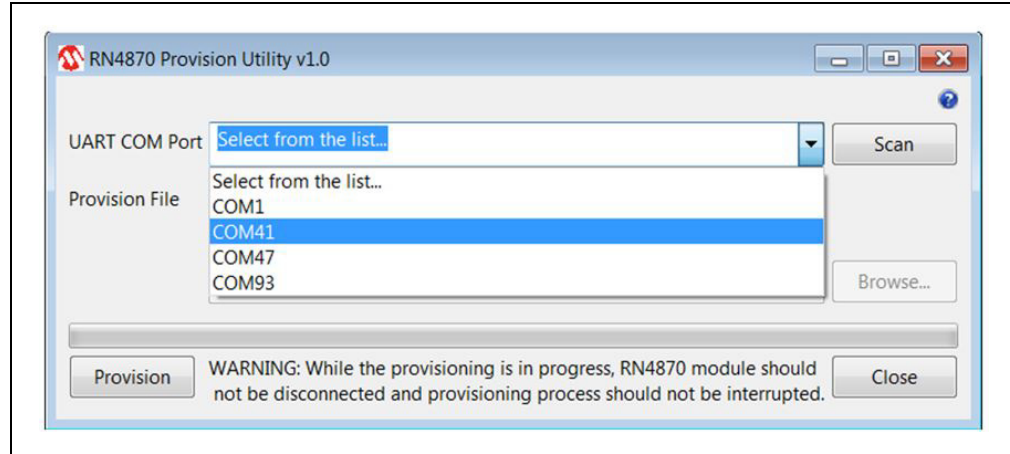 RN4870 Provision Utility v1.0
UART COM Port Select from the list... Scan
Select from the list...
Provision File
COM1
COM41
COM47
COM93
Browse...
Provision
WARNING: While the provisioning is in progress, RN4870 module should
not be disconnected and provisioning process should not be interrupted.
Close